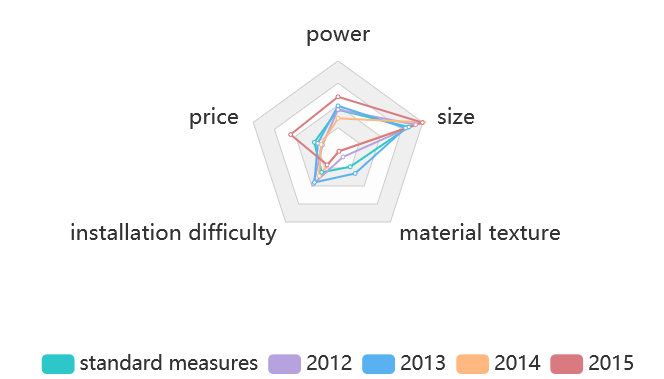 power
price
size
installation difficulty
material texture
standard measures 2012 2013 2014 2015